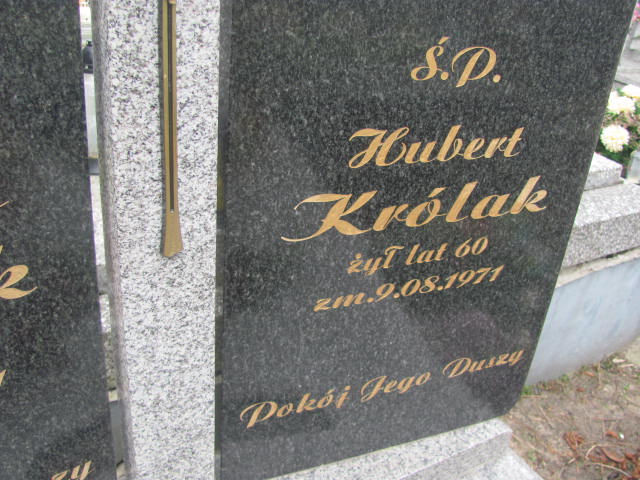 Ś.P.
Hubert
Królak
żył lat 60
zm.9.08.1971
Pokój Jego Duszy